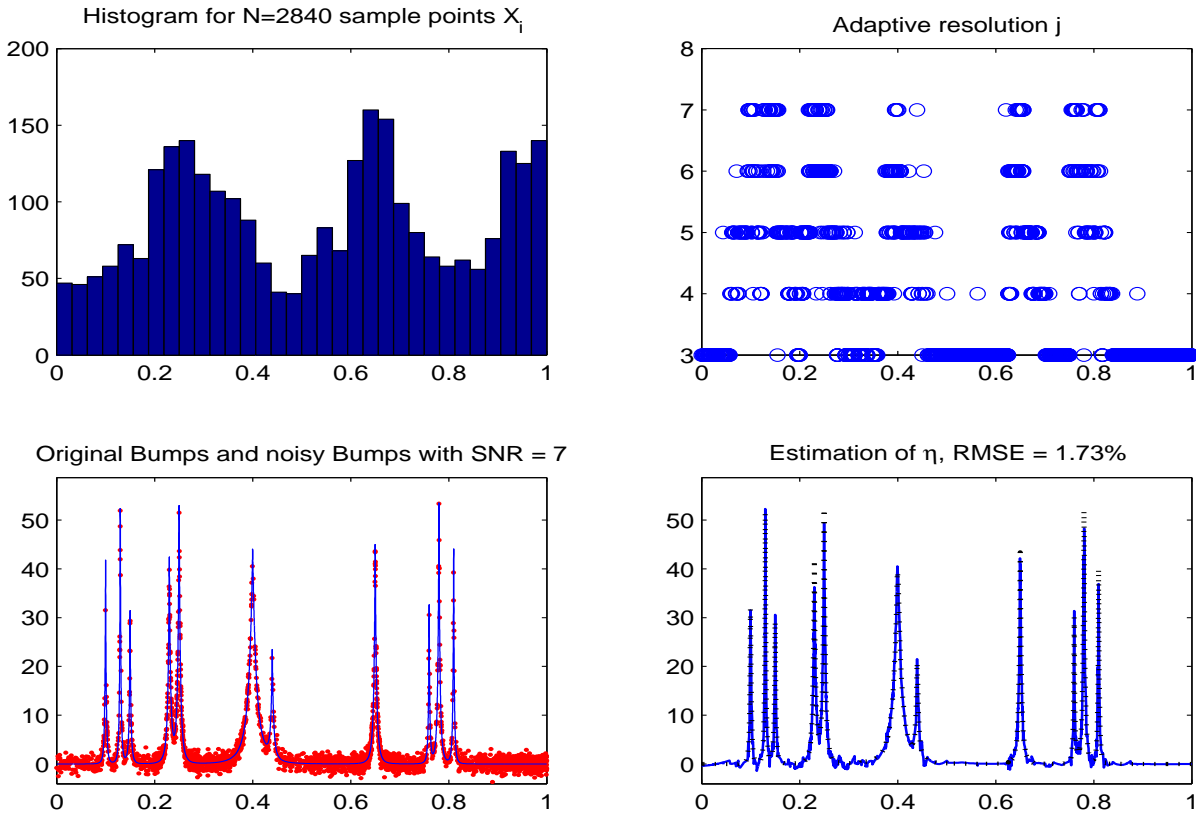 Histogram for N=2840 sample points X_i
200
150
100
50
0
0 0.2 0.4 0.6 0.8 1
Adaptive resolution j
8
7
6
5
4
3
0 0.2 0.4 0.6 0.8 1
Original Bumps and noisy Bumps with SNR = 7
50
40
30
20
10
0
0 0.2 0.4 0.6 0.8 1
Estimation of η, RMSE = 1.73%
50
40
30
20
10
0
0 0.2 0.4 0.6 0.8 1